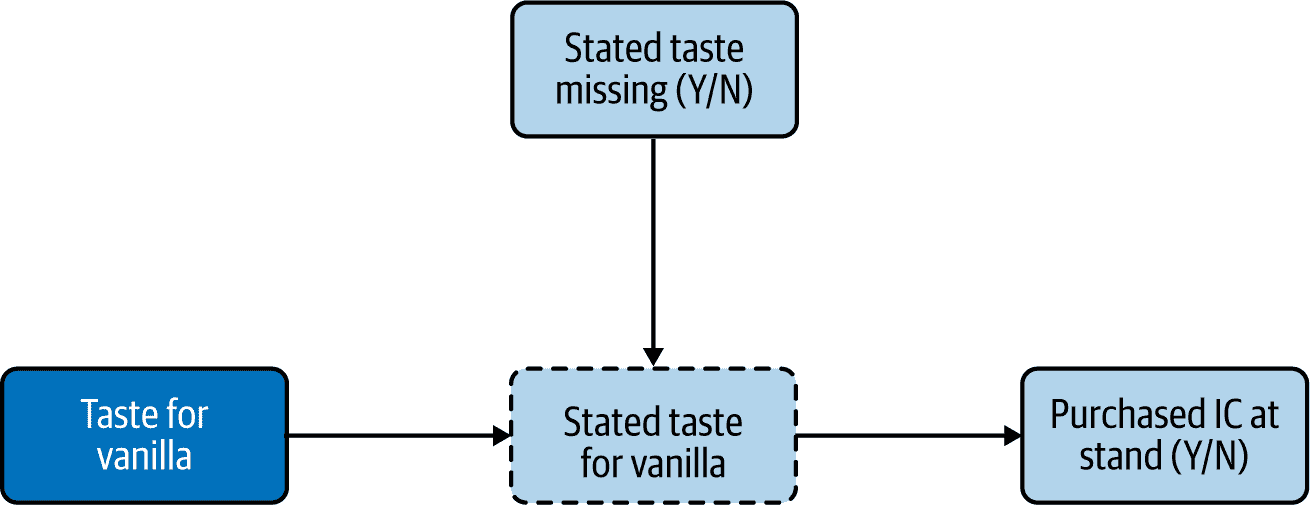 Stated taste
missing (Y/N)
Taste for
vanilla
Stated taste
for vanilla
Purchased IC at
stand (Y/N)